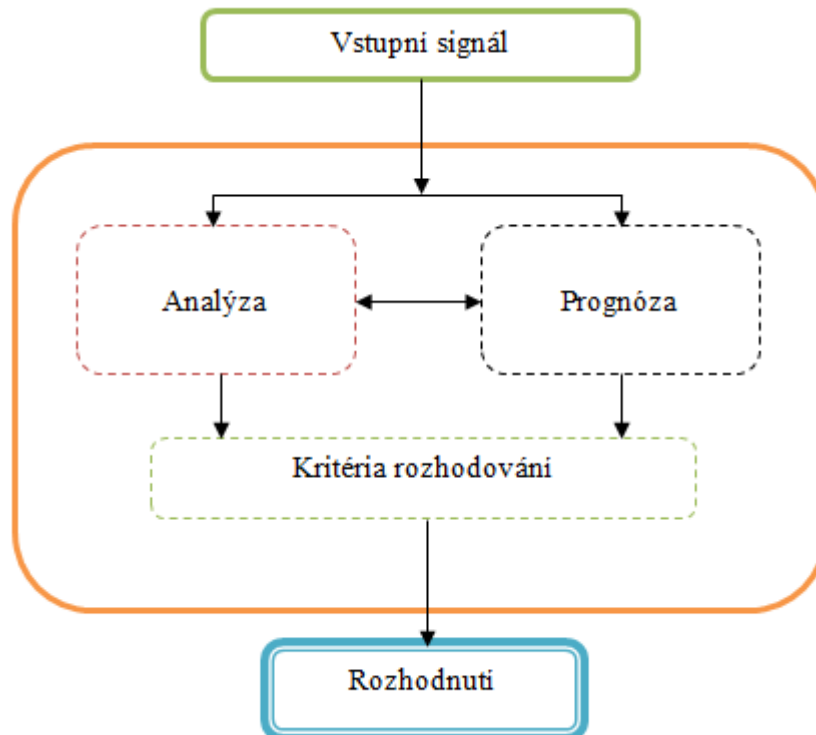 Vstupní signál
Analýza
Prognóza
Kritéria rozhodování
Rozhodnutí